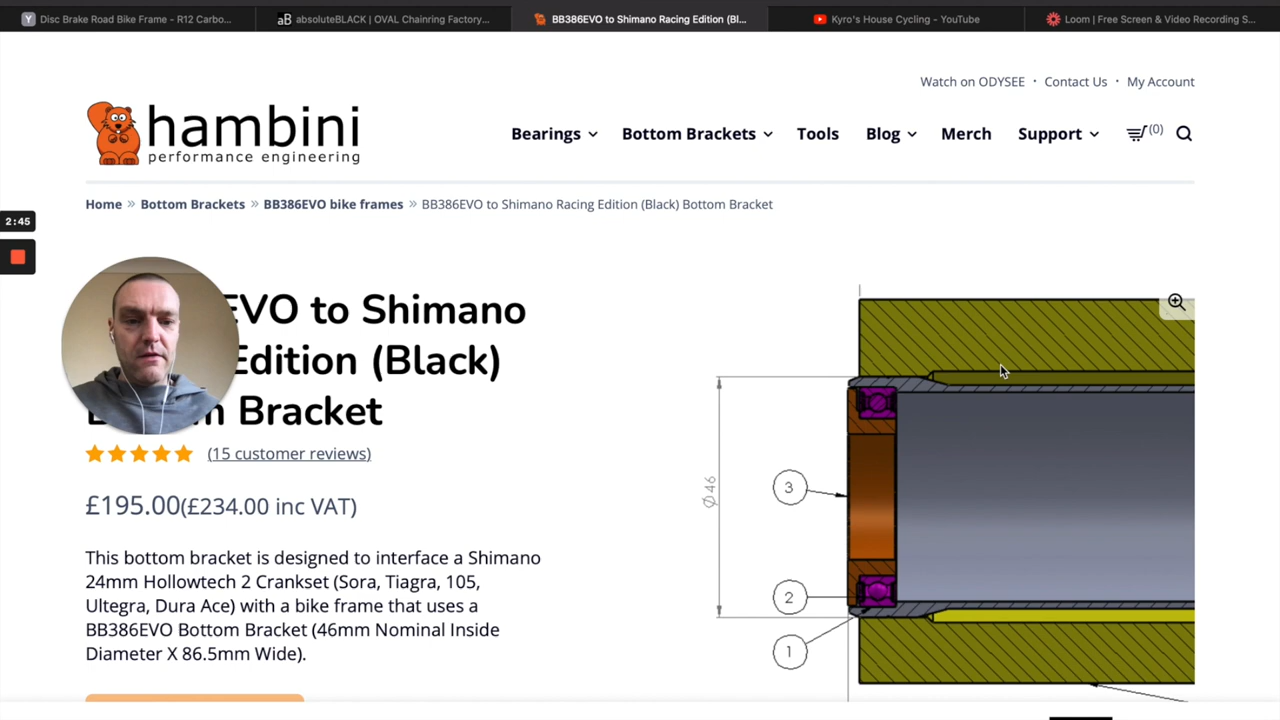 Disc Brake Road Bike Frame - R12 Carbo...
aB absoluteBLACK | OVAL Chainring Factory...
BB386EVO to Shimano Racing Edition (Bl...
Kyro's House Cycling - YouTube
Loom | Free Screen & Video Recording S...
Watch on ODYSEE • Contact Us • My Account
hambini
performance engineering
Bearings Bottom Brackets Tools Blog Merch Support (0)
Home » Bottom Brackets » BB386EVO bike frames » BB386EVO to Shimano Racing Edition (Black) Bottom Bracket
2:45
EVO to Shimano
Edition (Black)
Bracket
(15 customer reviews)
£195.00(£234.00 inc VAT)
This bottom bracket is designed to interface a Shimano
24mm Hollowtech 2 Crankset (Sora, Tiagra, 105,
Ultegra, Dura Ace) with a bike frame that uses a
BB386EVO Bottom Bracket (46mm Nominal Inside
Diameter X 86.5mm Wide).
Ø46
3
2
1